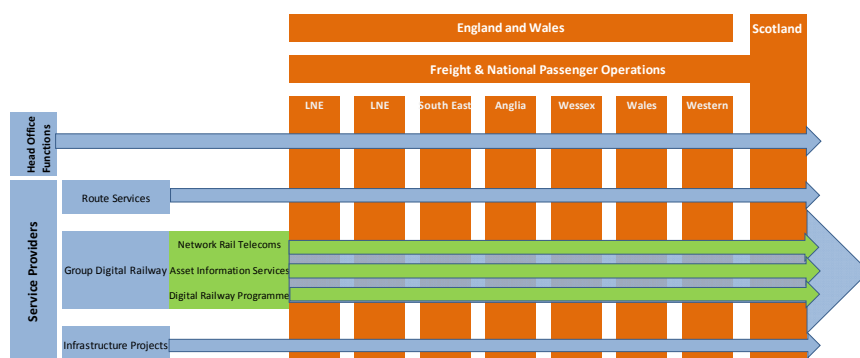 England and Wales
Scotland
Freight & National Passenger Operations
LNE
LNE
South East
Anglia
Wessex
Wales
Western
Head Office
Functions
Service Providers
Route Services
Group Digital Railway
Network Rail Telecoms
Asset Information Services
Digital Railway Programme
Infrastructure Projects